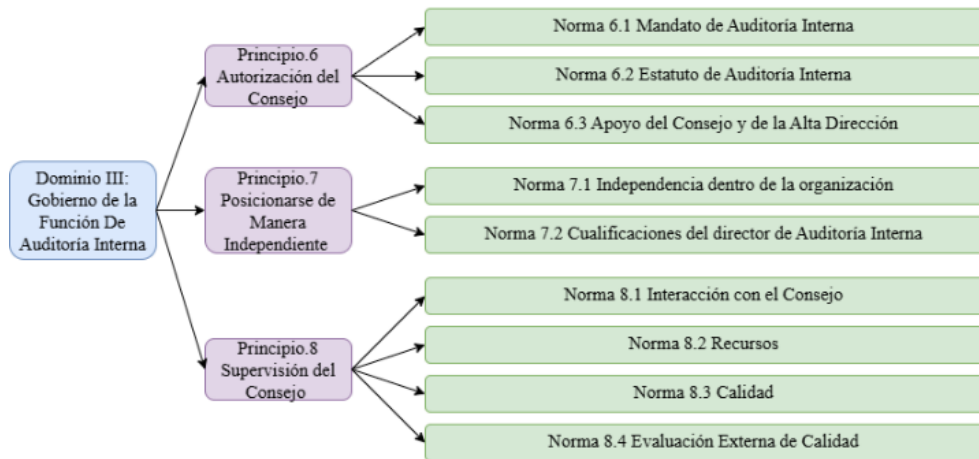 Dominio III:
Gobierno de la
Función De
Auditoría Interna
Principio.6
Autorización del
Consejo
Norma 6.1 Mandato de Auditoría Interna
Norma 6.2 Estatuto de Auditoría Interna
Norma 6.3 Apoyo del Consejo y de la Alta Dirección
Principio.7
Posicionarse de
Manera
Independiente
Norma 7.1 Independencia dentro de la organización
Norma 7.2 Cualificaciones del director de Auditoría Interna
Principio.8
Supervisión del
Consejo
Norma 8.1 Interacción con el Consejo
Norma 8.2 Recursos
Norma 8.3 Calidad
Norma 8.4 Evaluación Externa de Calidad